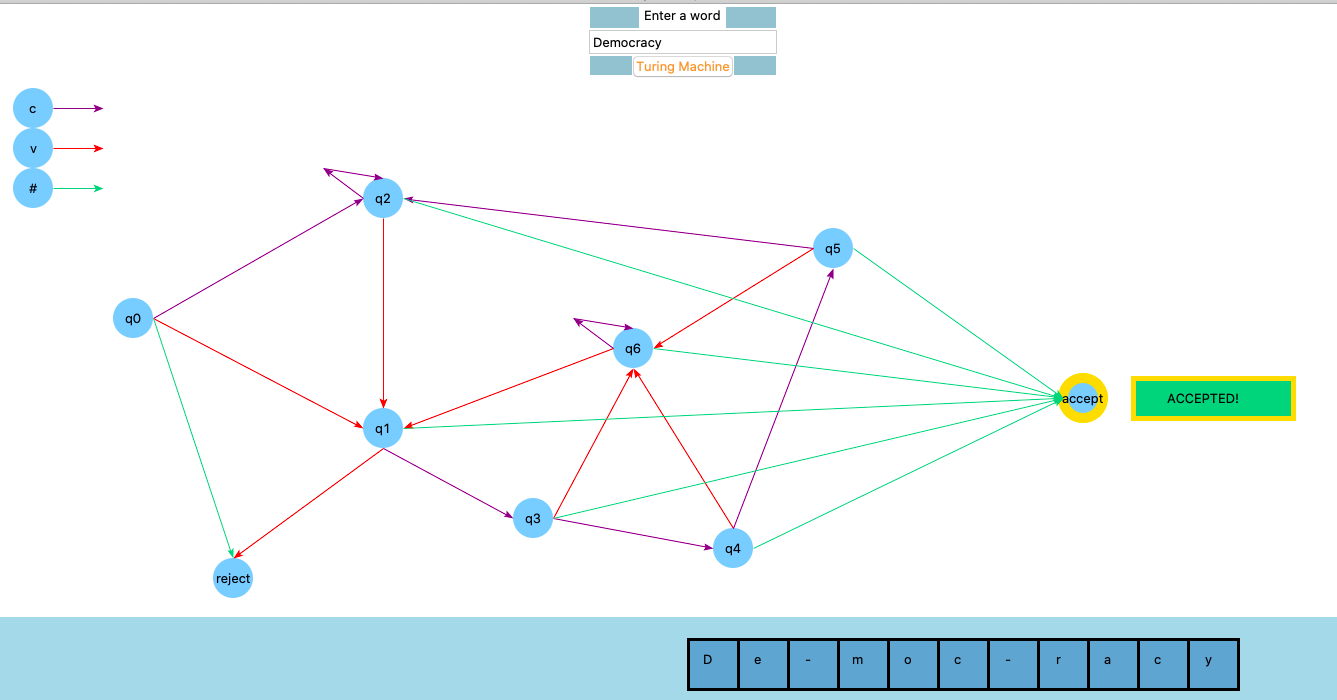 Enter a word
Democracy
Turing Machine
c
v
#
q2
q5
q0
q6
accept
ACCEPTED!
q1
q3
q4
reject
D e - m o c - r a c y